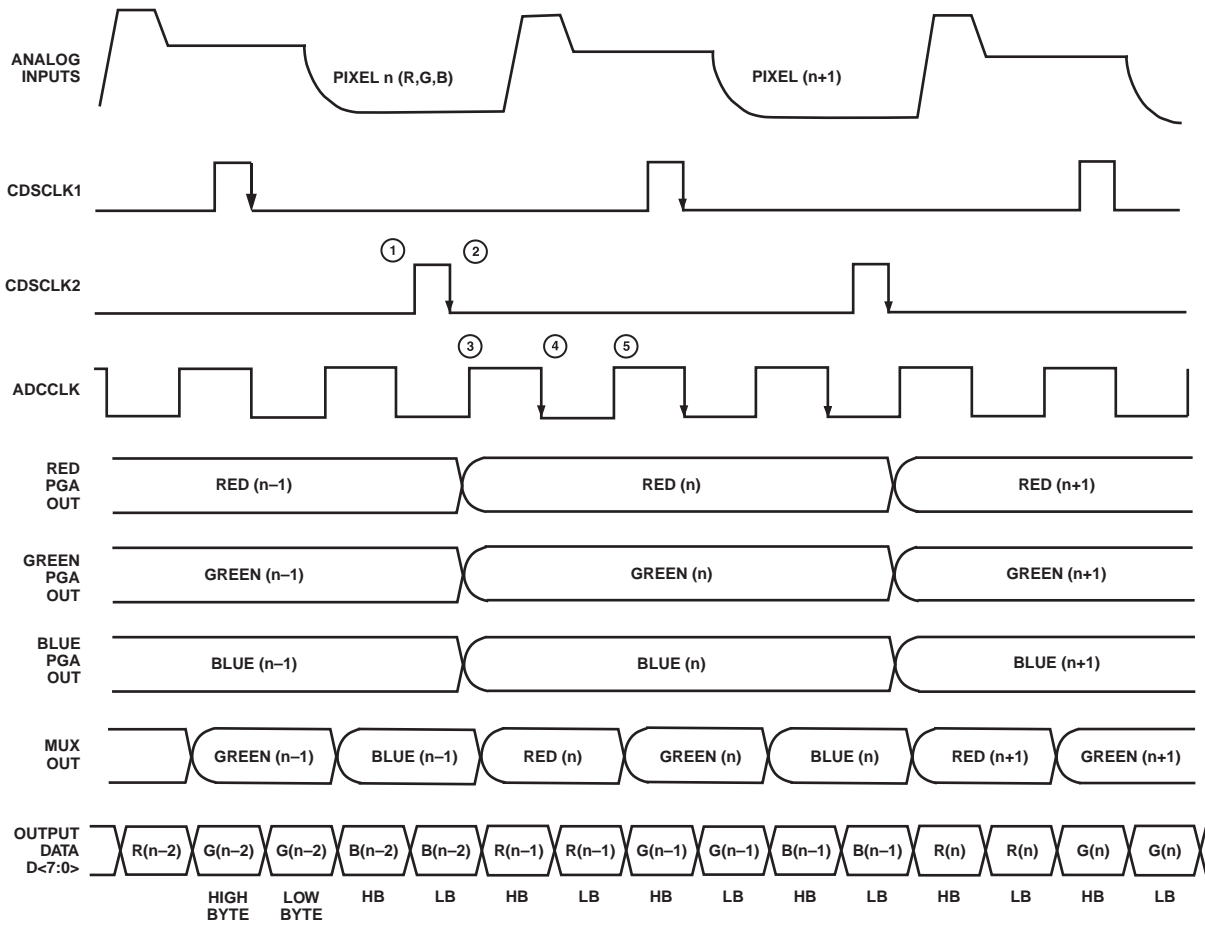 ANALOG
INPUTS
PIXEL n (R,G,B)
PIXEL (n+1)
CDSCLK1
1
2
CDSCLK2
3
4
5
ADCCLK
RED
PGA
OUT
RED (n–1)
RED (n)
RED (n+1)
GREEN
PGA
OUT
GREEN (n–1)
GREEN (n)
GREEN (n+1)
BLUE
PGA
OUT
BLUE (n–1)
BLUE (n)
BLUE (n+1)
MUX
OUT
GREEN (n–1)
BLUE (n–1)
RED (n)
GREEN (n)
BLUE (n)
RED (n+1)
GREEN (n+1)
OUTPUT
DATA
D<7:0>
R(n–2)
G(n–2)
G(n–2)
B(n–2)
B(n–2)
R(n–1)
R(n–1)
G(n–1)
G(n–1)
B(n–1)
B(n–1)
R(n)
R(n)
G(n)
G(n)
HIGH
BYTE
LOW
BYTE
HB
LB
HB
LB
HB
LB
HB
LB
HB
LB
HB
LB